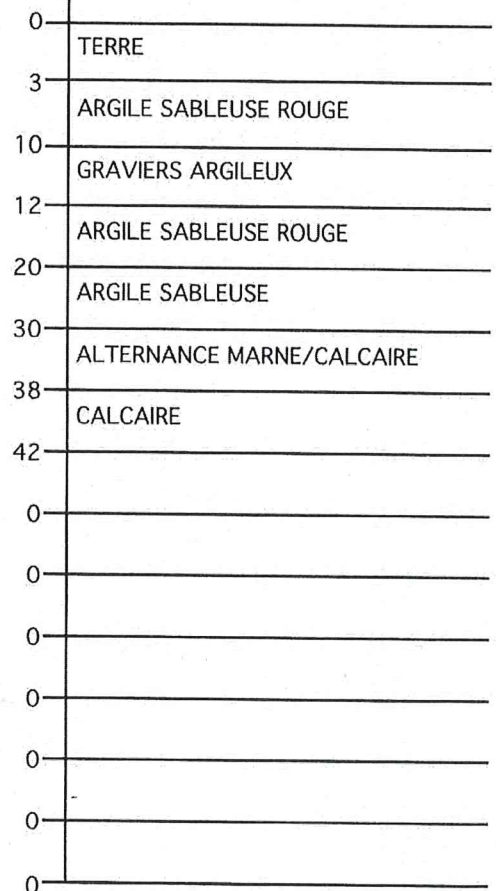 0
TERRE
3
ARGILE SABLEUSE ROUGE
10
GRAVIERS ARGILEUX
12
ARGILE SABLEUSE ROUGE
20
ARGILE SABLEUSE
30
ALTERNANCE MARNE/CALCAIRE
38
CALCAIRE
42
0
0
0
0
0
0
0